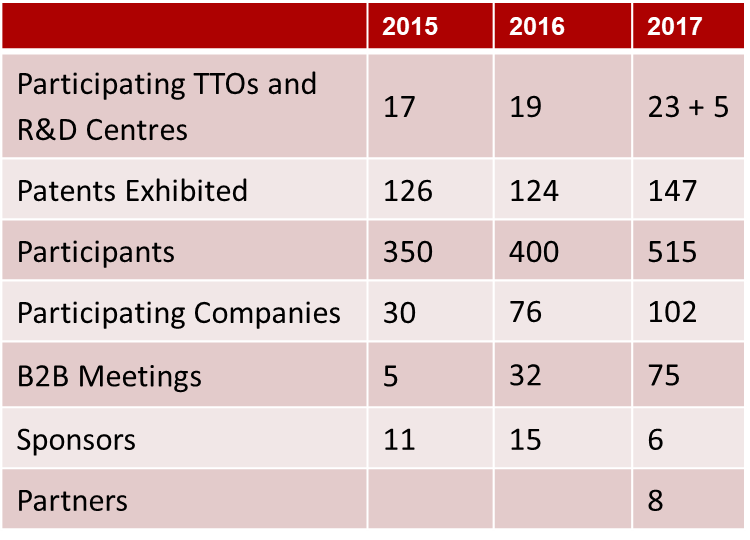 2015 2016 2017
Participating TTOs and
R&D Centres 17 19 23 + 5
Patents Exhibited 126 124 147
Participants 350 400 515
Participating Companies 30 76 102
B2B Meetings 5 32 75
Sponsors 11 15 6
Partners 8